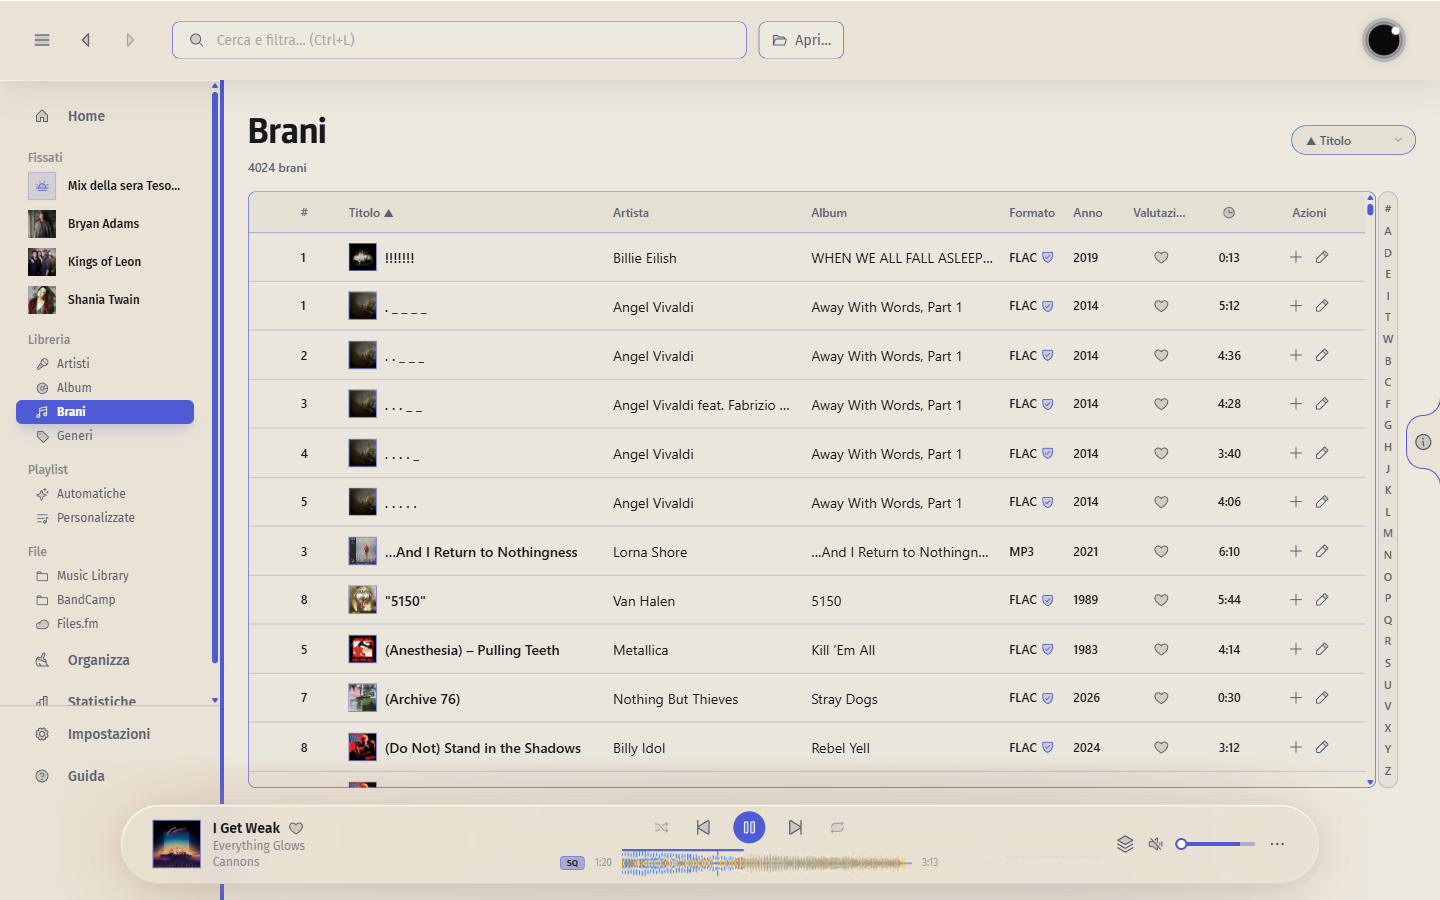 Cerca e filtra... (Ctrl+L)
Apri...
Home
Fissati
Mix della sera Teso...
Bryan Adams
Kings of Leon
Shania Twain
Libreria
Artisti
Album
Brani
Generi
Playlist
Automatiche
Personalizzate
File
Music Library
BandCamp
Files.fm
Organizza
Statistiche
Impostazioni
Guida
Brani
4024 brani
▲ Titolo
# Titolo ▲ Artista Album Formato Anno Valutazi... Azioni
1 !!!!!!! Billie Eilish WHEN WE ALL FALL ASLEEP... FLAC 2019 0:13
1 . _ _ _ _ Angel Vivaldi Away With Words, Part 1 FLAC 2014 5:12
2 . . _ _ _ Angel Vivaldi Away With Words, Part 1 FLAC 2014 4:36
3 . . . _ _ Angel Vivaldi feat. Fabrizio ... Away With Words, Part 1 FLAC 2014 4:28
4 . . . . _ Angel Vivaldi Away With Words, Part 1 FLAC 2014 3:40
5 . . . . . Angel Vivaldi Away With Words, Part 1 FLAC 2014 4:06
3 ...And I Return to Nothingness Lorna Shore ...And I Return to Nothingn... MP3 2021 6:10
8 "5150" Van Halen 5150 FLAC 1989 5:44
5 (Anesthesia) – Pulling Teeth Metallica Kill ’Em All FLAC 1983 4:14
7 (Archive 76) Nothing But Thieves Stray Dogs FLAC 2026 0:30
8 (Do Not) Stand in the Shadows Billy Idol Rebel Yell FLAC 2024 3:12
#
A
D
E
I
T
W
B
C
F
G
H
J
K
L
M
N
O
P
Q
R
S
U
V
X
Y
Z
I Get Weak
Everything Glows
Cannons
SQ 1:20 3:13